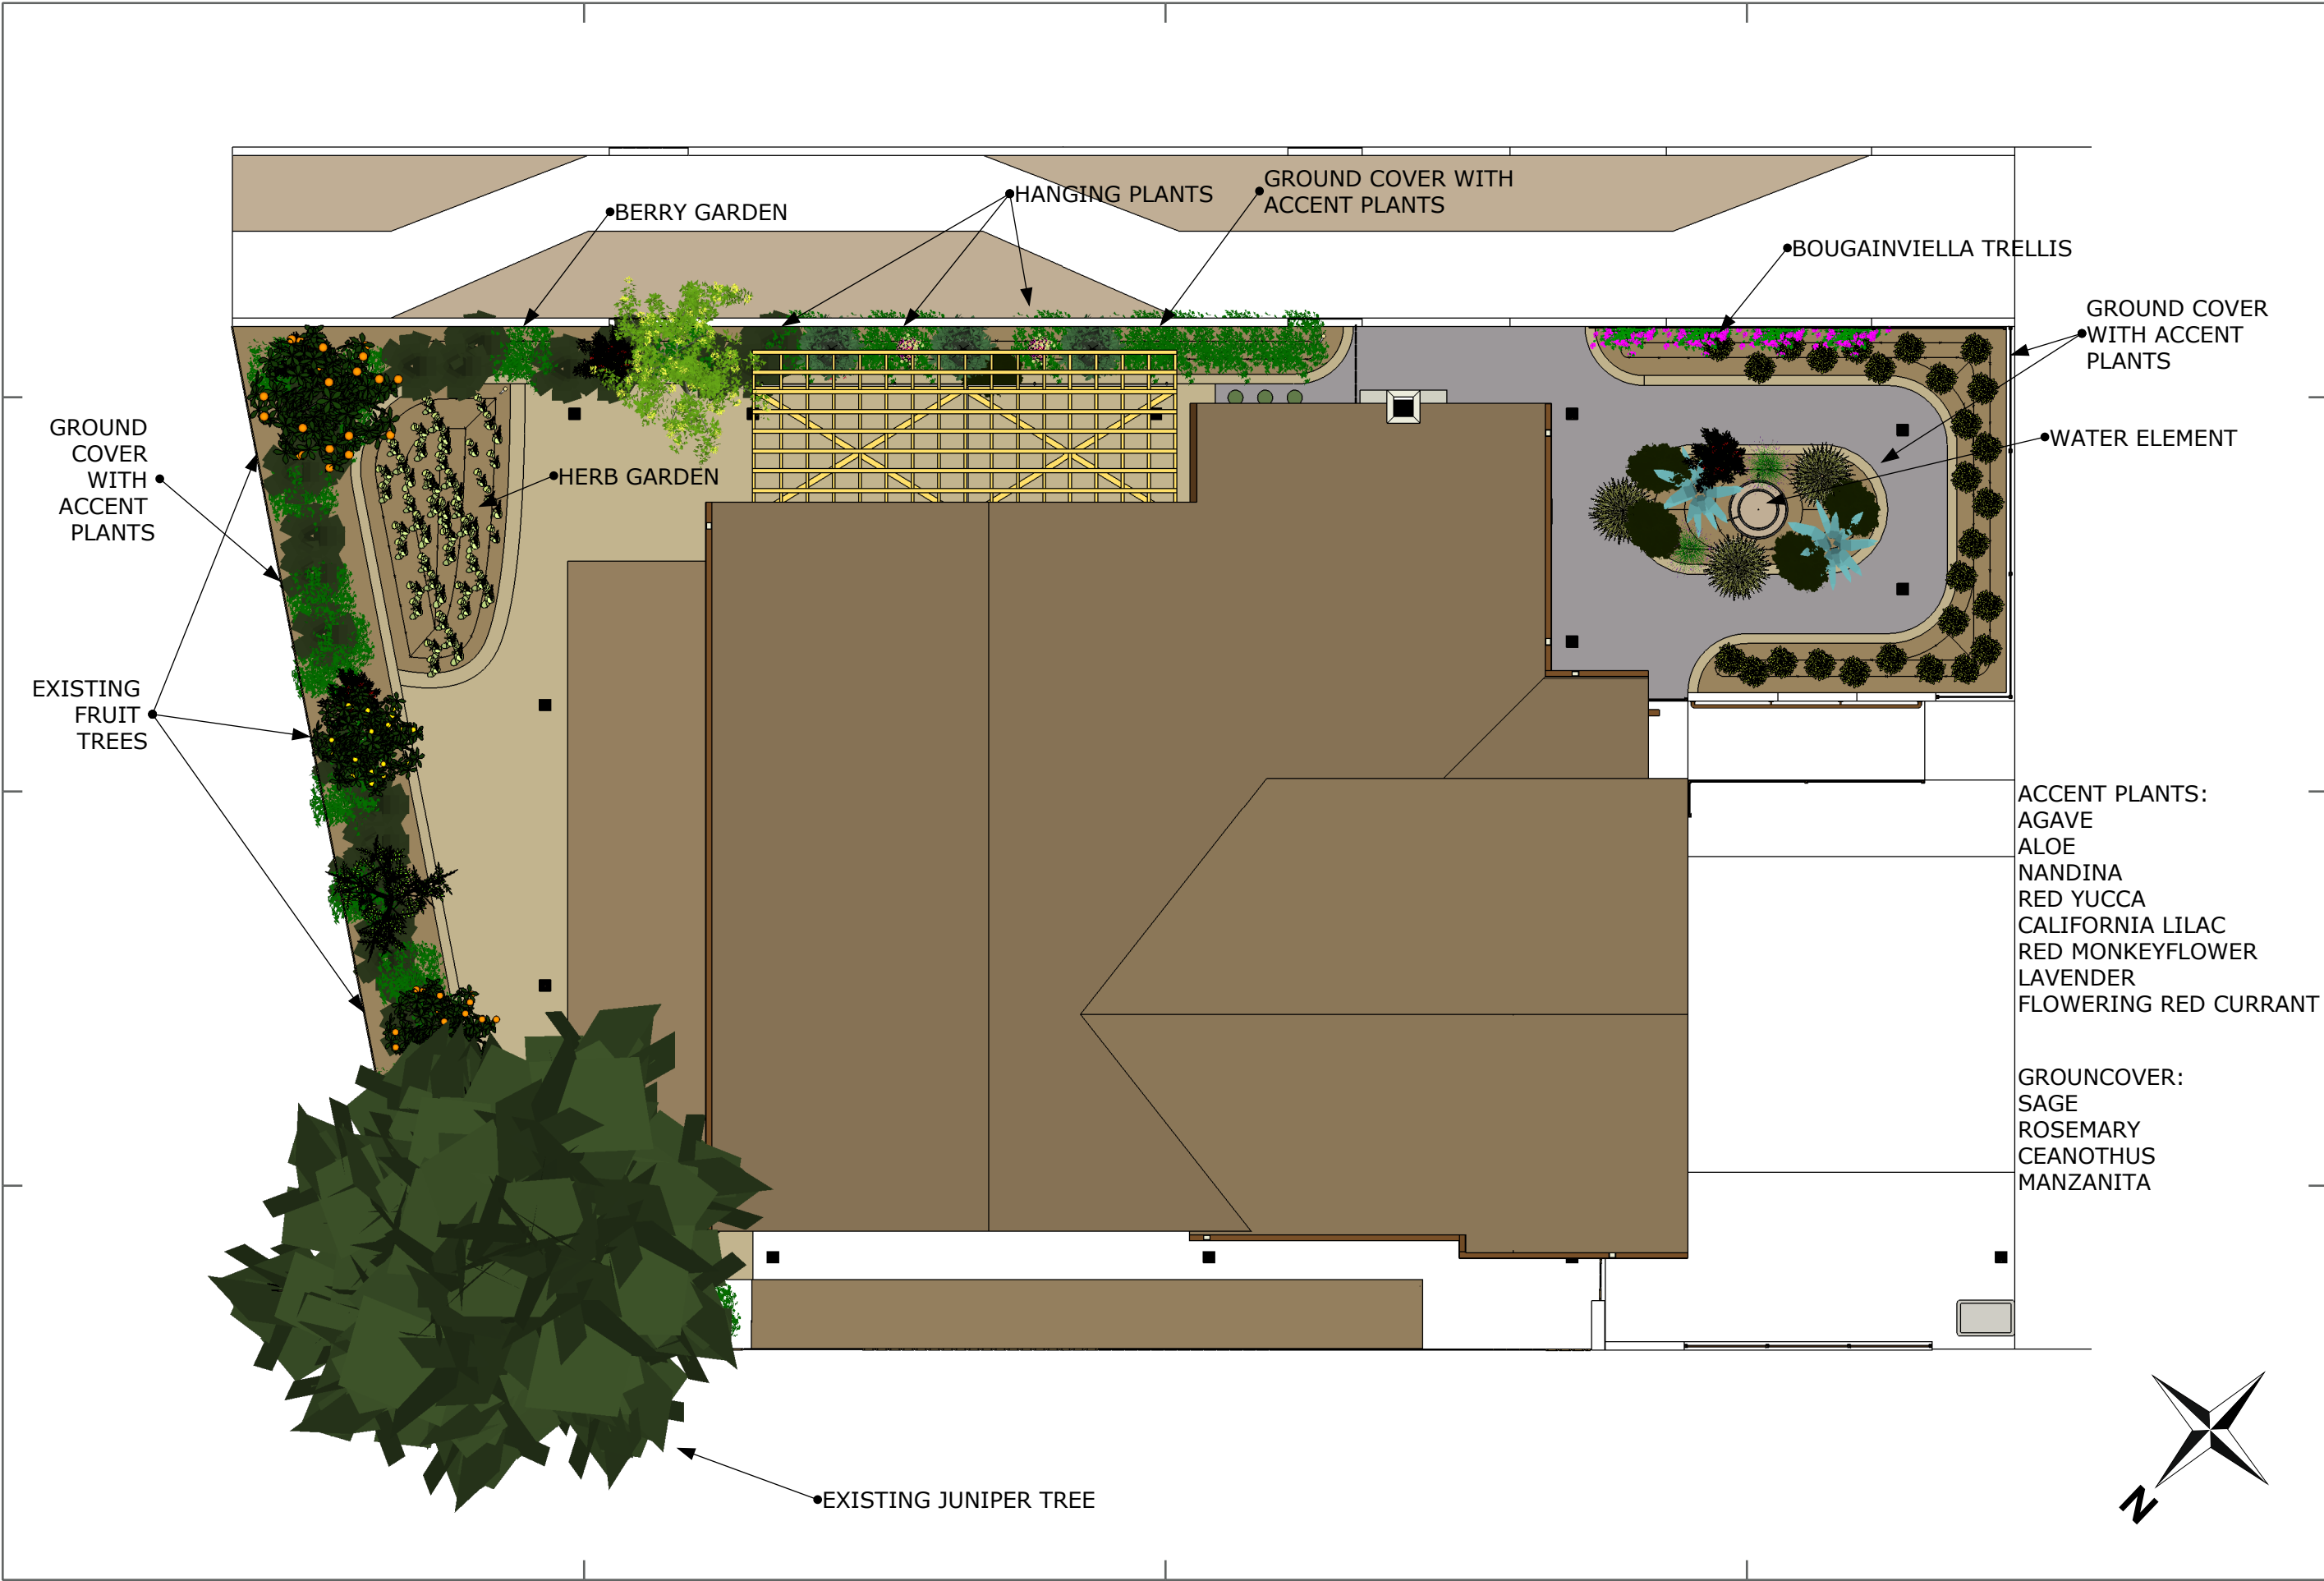 GROUND COVER WITH
ACCENT PLANTS
HANGING PLANTS
BERRY GARDEN
BOUGAINVIELLA TRELLIS
GROUND COVER
WITH ACCENT
PLANTS
GROUND
COVER
WITH
ACCENT
PLANTS
WATER ELEMENT
HERB GARDEN
EXISTING
FRUIT
TREES
ACCENT PLANTS:
AGAVE
ALOE
NANDINA
RED YUCCA
CALIFORNIA LILAC
RED MONKEYFLOWER
LAVENDER
FLOWERING RED CURRANT
GROUNCOVER:
SAGE
ROSEMARY
CEANOTHUS
MANZANITA
EXISTING JUNIPER TREE
N